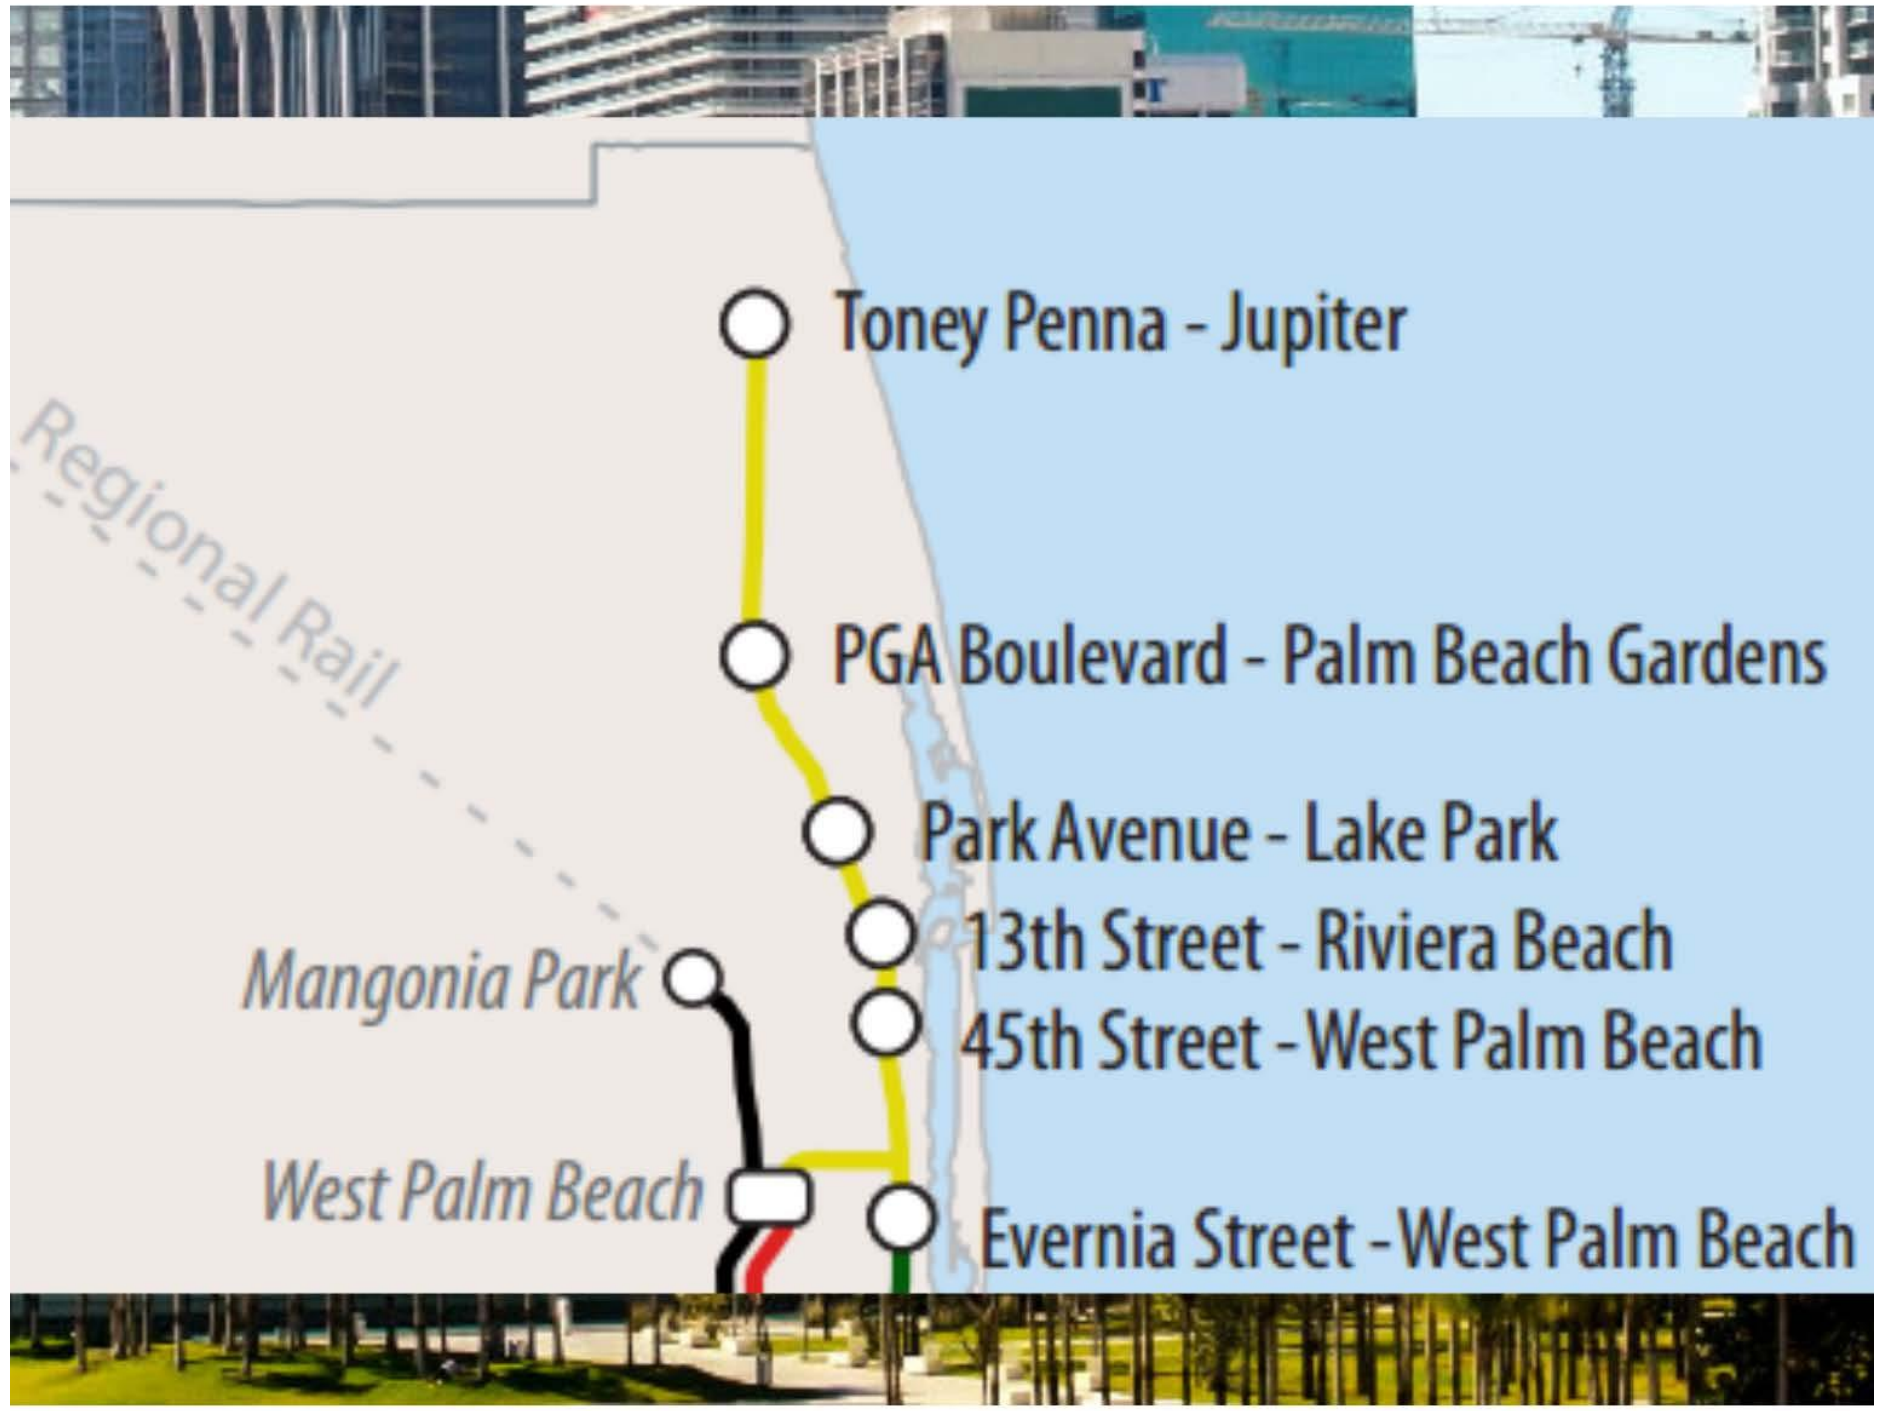 Toney Penna - Jupiter
Regional Rail
PGA Boulevard - Palm Beach Gardens
Park Avenue - Lake Park
13th Street - Riviera Beach
Mangonia Park
45th Street - West Palm Beach
West Palm Beach
Evernia Street - West Palm Beach